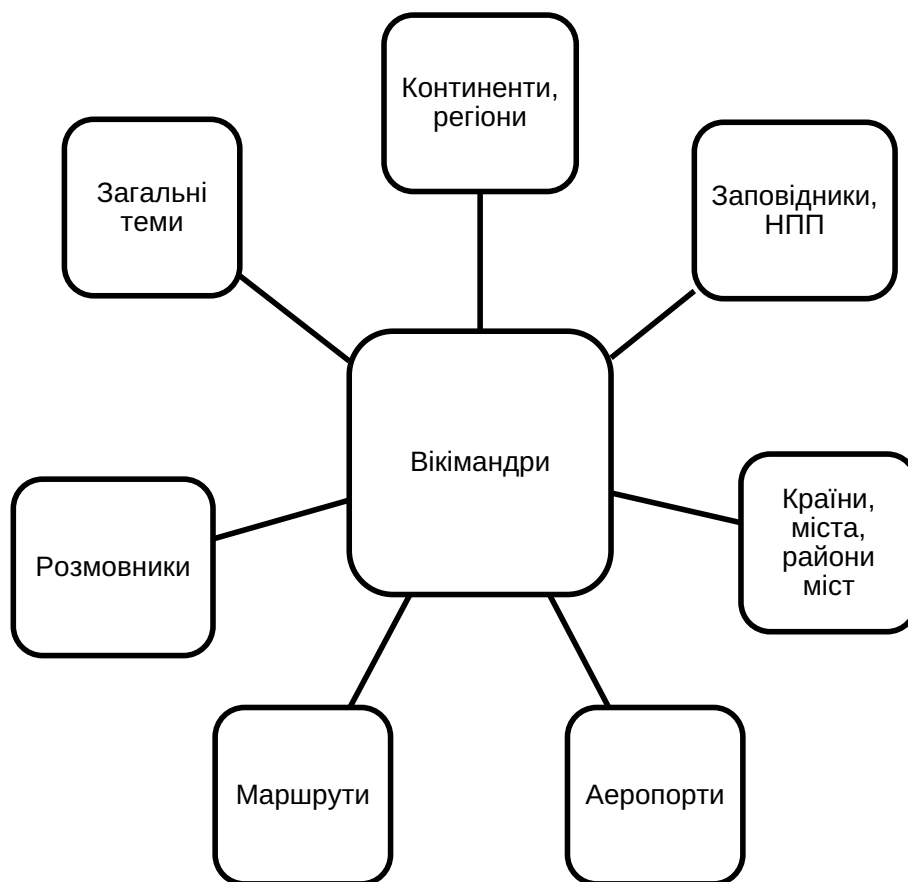 Континенти,
регіони
Загальні
теми
Заповідники,
НПП
Вікімандри
Країни,
міста,
райони
міст
Розмовники
Маршрути
Аеропорти